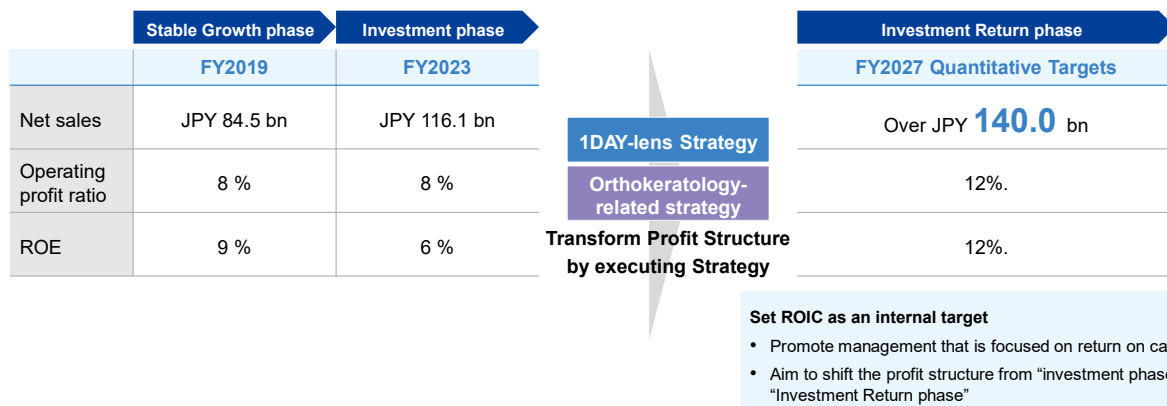 Stable Growth phase Investment phase Investment Return phase
FY2019 FY2023 FY2027 Quantitative Targets
Net sales JPY 84.5 bn JPY 116.1 bn Over JPY 140.0 bn
1DAY-lens Strategy
Operating
profit ratio 8 % 8 % 12%.
Orthokeratology-
related strategy
ROE 9 % 6 % 12%.
Transform Profit Structure
by executing Strategy
Set ROIC as an internal target
• Promote management that is focused on return on
• Aim to shift the profit structure from “investment
“Investment Return phase”